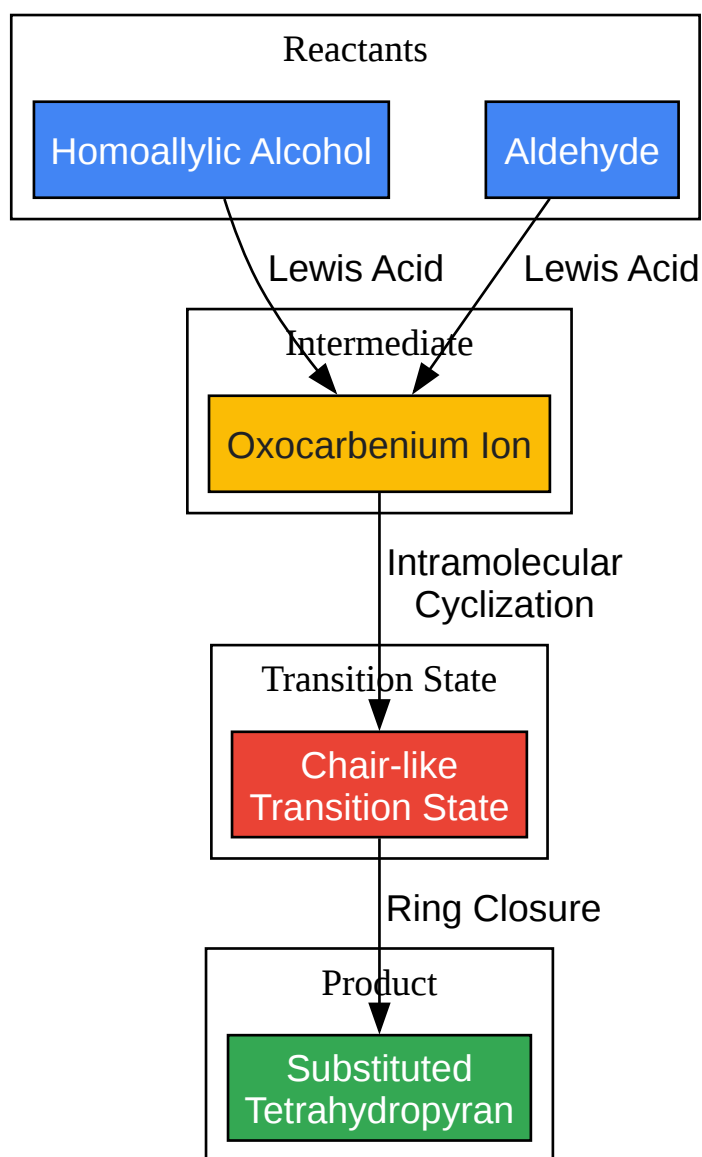 Reactants
Homoallylic Alcohol
Aldehyde
Lewis Acid
Lewis Acid
Intermediate
Oxocarbenium Ion
Intramolecular
Cyclization
Transition State
Chair-like
Transition State
Ring Closure
Product
Substituted
Tetrahydropyran